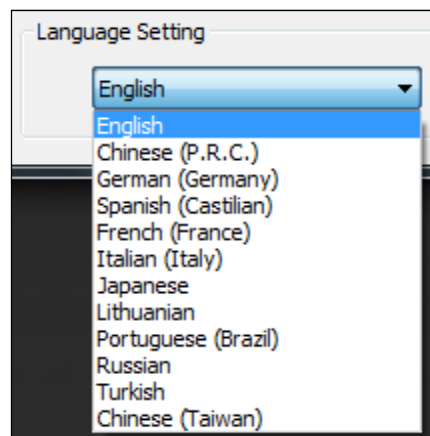 Language Setting
English
English
Chinese (P.R.C.)
German (Germany)
Spanish (Castilian)
French (France)
Italian (Italy)
Japanese
Lithuanian
Portuguese (Brazil)
Russian
Turkish
Chinese (Taiwan)